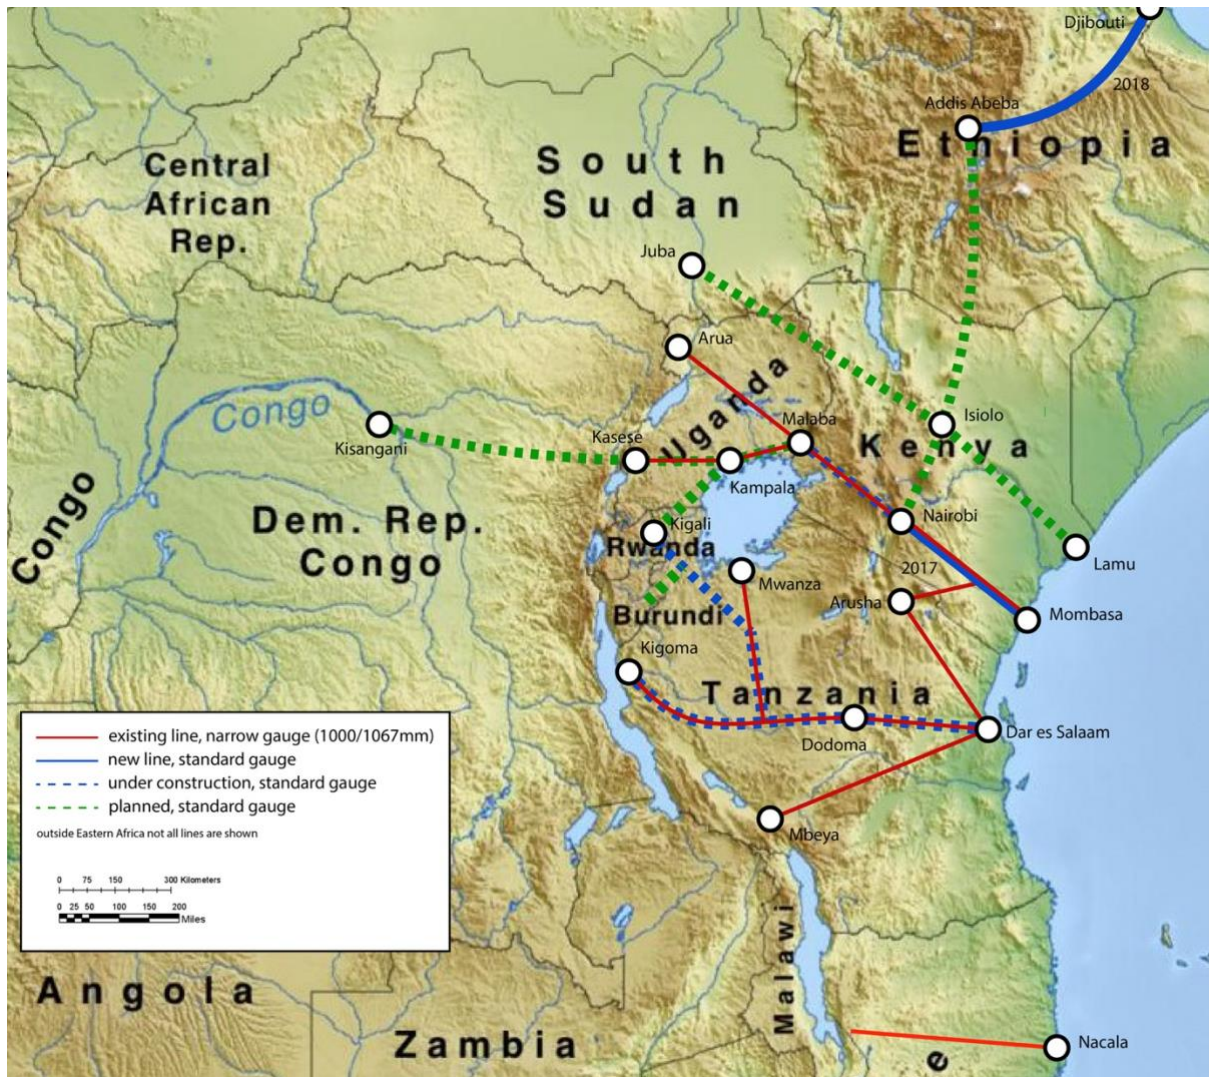 Djibouti
2018
Addis Abeba
Ethiopia
Central
African
Rep.
South
Sudan
Juba
Arua
Uganda
Congo
Kisangani
Kasese
Malaba
Isiolo
Kenya
Kampala
Congo
Dem. Rep.
Congo
Kigali
Rwanda
Nairobi
2017
Lamu
Mwanza
Arusha
Mombasa
Burundi
Kigoma
Tanzania
Dodoma
Dar es Salaam
Mbeya
existing line, narrow gauge (1000/1067mm)
new line, standard gauge
under construction, standard gauge
planned, standard gauge
outside Eastern Africa not all lines are shown
0 75 150 300 Kilometers
0 25 50 100 150 200
Miles
Malawi
Angola
Zambia
Nacala
e